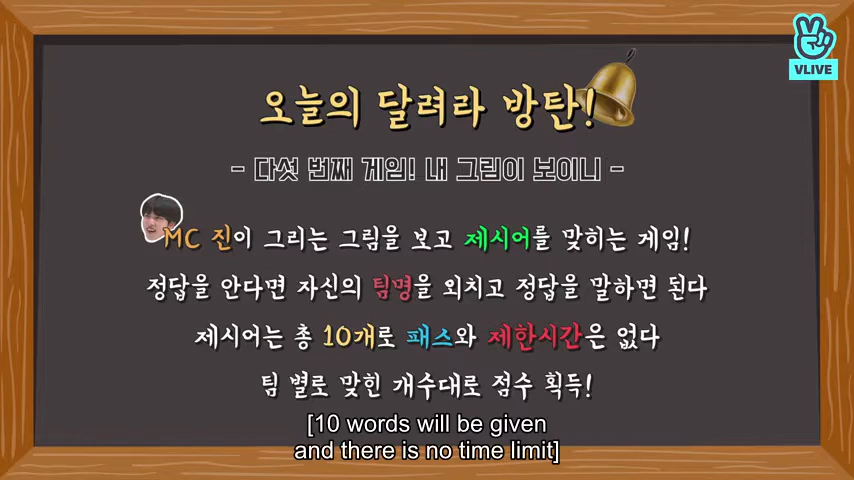 VLIVE
오늘의 달려라 방탄!
- 다섯 번째 게임! 내 그림이 보이니 -
MC 진이 그리는 그림을 보고 제시어를 맞히는 게임!
정답을 안다면 자신의 팀명을 외치고 정답을 말하면 된다
제시어는 총 10개로 패스와 제한시간은 없다
팀 별로 맞힌 개수대로 점수 획득!
[10 words will be given
and there is no time limit]